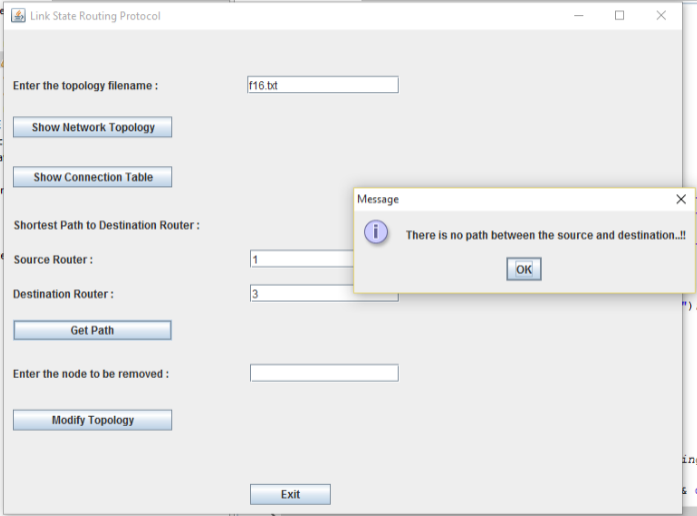 Link State Routing Protocol
Enter the topology filename :
f16.txt
Show Network Topology
Show Connection Table
Message
There is no path between the source and destination..!!
OK
Shortest Path to Destination Router :
Source Router :
1
Destination Router :
3
Get Path
Enter the node to be removed :
Modify Topology
Exit